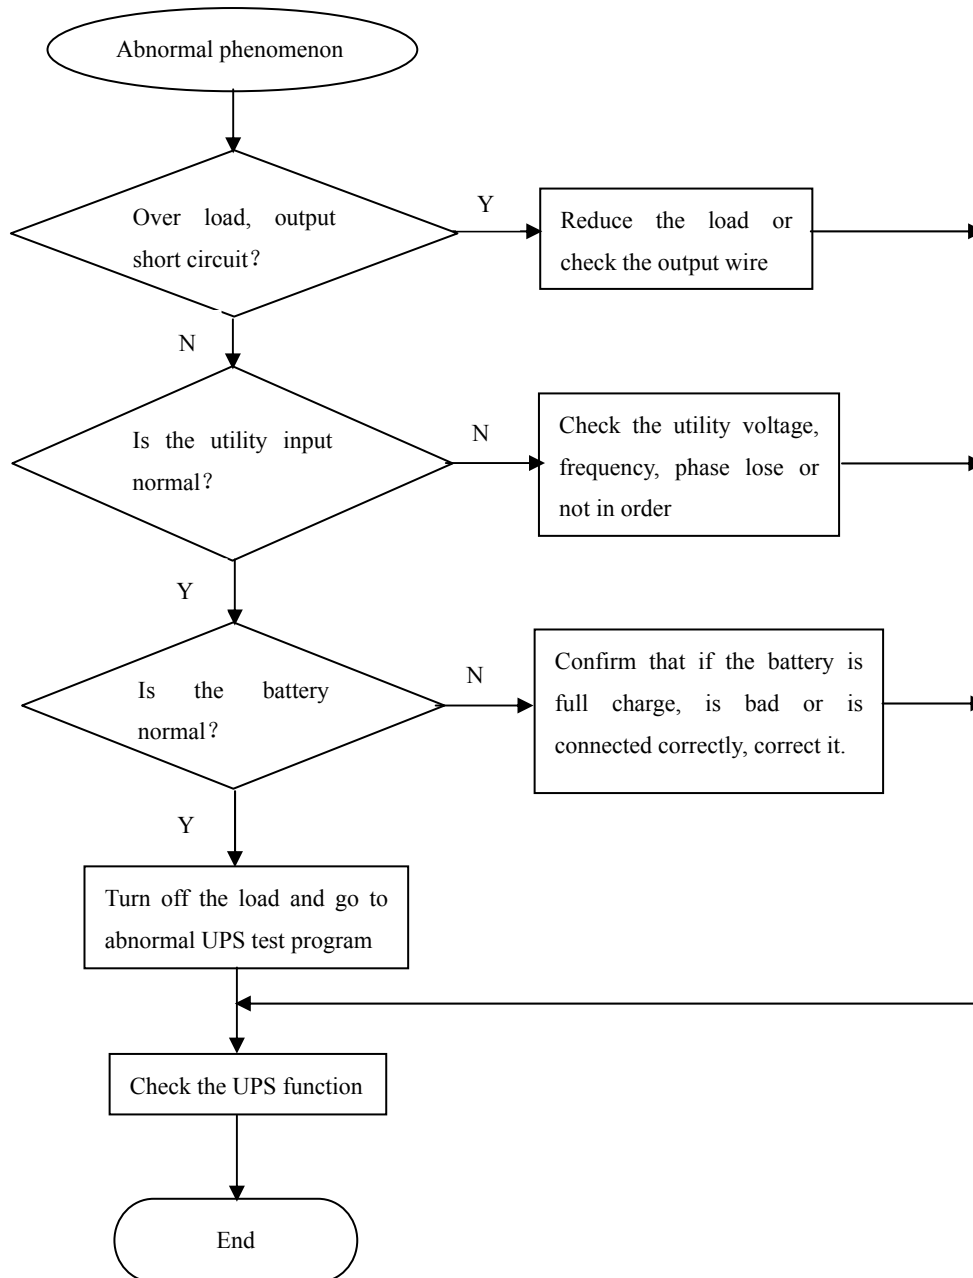 Abnormal phenomenon
Over load, output
short circuit?
Y
Reduce the load or
check the output wire
N
Is the utility input
normal?
N
Check the utility voltage,
frequency, phase lose or
not in order
Y
Is the battery
normal?
N
Confirm that if the battery is
full charge, is bad or is
connected correctly, correct it.
Y
Turn off the load and go to
abnormal UPS test program
Check the UPS function
End